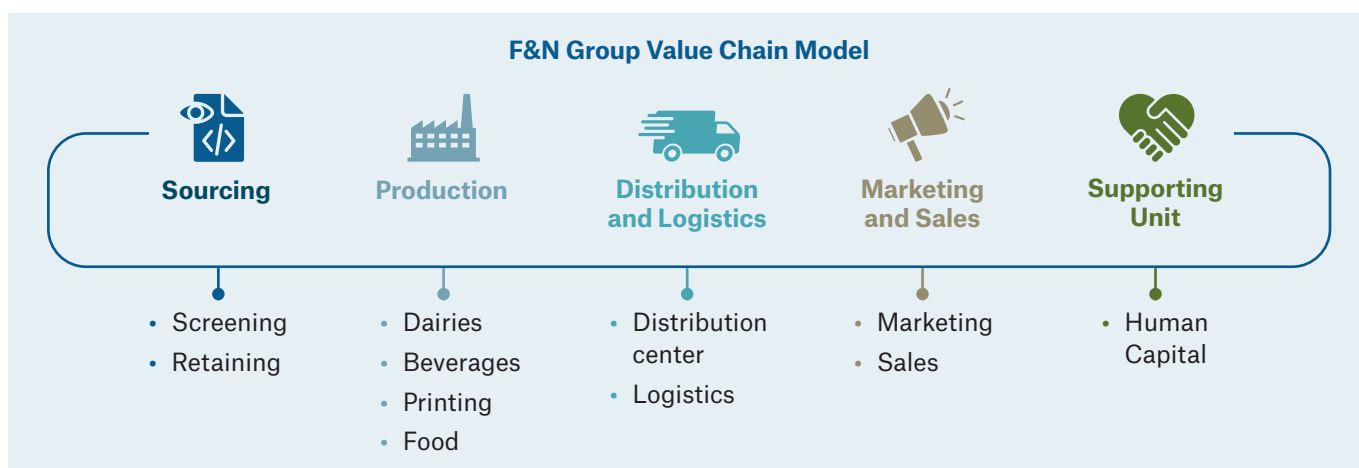 F&N Group Value Chain Model
</>
Sourcing
Production
Distribution
and Logistics
Marketing
and Sales
Supporting
Unit
• Screening
• Retaining
• Dairies
• Beverages
• Printing
• Food
• Distribution
center
• Logistics
• Marketing
• Sales
• Human
Capital